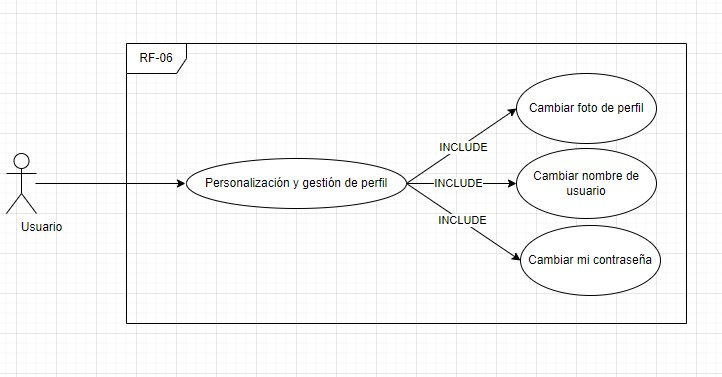 RF-06
Cambiar foto de perfil
INCLUDE
Personalización y gestión de perfil
INCLUDE
Cambiar nombre de
usuario
INCLUDE
Usuario
Cambiar mi contraseña